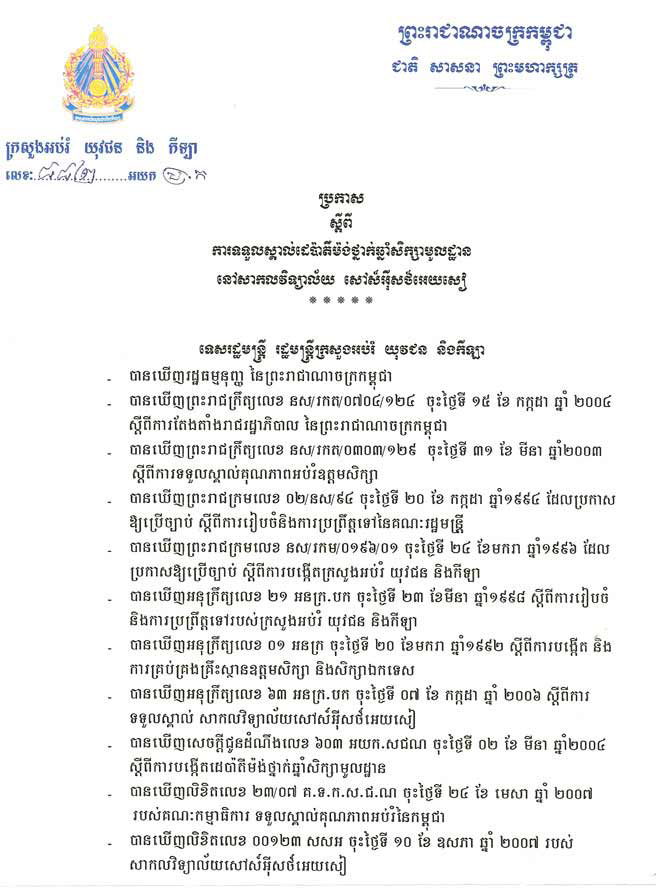 ព្រះរាជាណាចក្រកម្ពុជា
ជាតិ សាសនា ព្រះមហាក្សត្រ
ក្រសួងអប់រំ យុវជន និង កីឡា
លេខ: អយក
ប្រកាស
ស្តីពី
ការទទួលស្គាល់ដេប៉ាតឺម៉ង់ថ្នាក់ឆ្នាំសិក្សាមូលដ្ឋាន
នៅសាកលវិទ្យាល័យ សៅស៍អ៊ីសថ៍អេយសៀ
* * * * *
ទេសរដ្ឋមន្ត្រី រដ្ឋមន្ត្រីក្រសួងអប់រំ យុវជន និងកីឡា
- បានឃើញរដ្ឋធម្មនុញ្ញ នៃព្រះរាជាណាចក្រកម្ពុជា
- បានឃើញព្រះរាជក្រឹត្យលេខ នស/រកត/០៧០៤/១២៤ ចុះថ្ងៃទី ១៥ ខែ កក្កដា ឆ្នាំ ២០០៤
ស្តីពីការតែងតាំងរាជរដ្ឋាភិបាល នៃព្រះរាជាណាចក្រកម្ពុជា
- បានឃើញព្រះរាជក្រឹត្យលេខ នស/រកត/០៣០៣/១២៩ ចុះថ្ងៃទី ៣១ ខែ មីនា ឆ្នាំ២០០៣
ស្តីពីការទទួលស្គាល់គុណភាពអប់រំឧត្តមសិក្សា
- បានឃើញព្រះរាជក្រមលេខ ០២/នស/៩៤ ចុះថ្ងៃទី ២០ ខែ កក្កដា ឆ្នាំ១៩៩៤ ដែលប្រកាស
ឱ្យប្រើច្បាប់ ស្តីពីការរៀបចំនិងការប្រព្រឹត្តទៅនៃគណៈរដ្ឋមន្ត្រី
- បានឃើញព្រះរាជក្រមលេខ នស/រកម/០១៩៦/០១ ចុះថ្ងៃទី ២៤ ខែមករា ឆ្នាំ១៩៩៦ ដែល
ប្រកាសឱ្យប្រើច្បាប់ ស្តីពីការបង្កើតក្រសួងអប់រំ យុវជន និងកីឡា
- បានឃើញអនុក្រឹត្យលេខ ២១ អនក្រ.បក ចុះថ្ងៃទី ២៣ ខែមីនា ឆ្នាំ១៩៩៨ ស្តីពីការរៀបចំ
និងការប្រព្រឹត្តទៅរបស់ក្រសួងអប់រំ យុវជន និងកីឡា
- បានឃើញអនុក្រឹត្យលេខ ០១ អនក្រ ចុះថ្ងៃទី ២០ ខែមករា ឆ្នាំ១៩៩២ ស្តីពីការបង្កើត និង
ការគ្រប់គ្រងគ្រឹះស្ថានឧត្តមសិក្សា និងសិក្សាឯកទេស
- បានឃើញអនុក្រឹត្យលេខ ៦៣ អនក្រ.បក ចុះថ្ងៃទី ០៧ ខែ កក្កដា ឆ្នាំ ២០០៦ ស្តីពីការ
ទទួលស្គាល់ សាកលវិទ្យាល័យសៅស៍អ៊ីសថ៍អេយសៀ
- បានឃើញសេចក្តីជូនដំណឹងលេខ ៦០៣ អយក.សជណ ចុះថ្ងៃទី ០២ ខែ មីនា ឆ្នាំ២០០៤
ស្តីពីការបង្កើតដេប៉ាតឺម៉ង់ថ្នាក់ឆ្នាំសិក្សាមូលដ្ឋាន
- បានឃើញលិខិតលេខ ២៣/០៧ គ.ទ.ក.ស.ជ.ណ ចុះថ្ងៃទី ២៤ ខែ មេសា ឆ្នាំ ២០០៧
របស់គណៈកម្មាធិការ ទទួលស្គាល់គុណភាពអប់រំនៃកម្ពុជា
- បានឃើញលិខិតលេខ ០០១២៣ សសអ ចុះថ្ងៃទី ១០ ខែ ឧសភា ឆ្នាំ ២០០៧ របស់
សាកលវិទ្យាល័យសៅស៍អ៊ីសថ៍អេយសៀ